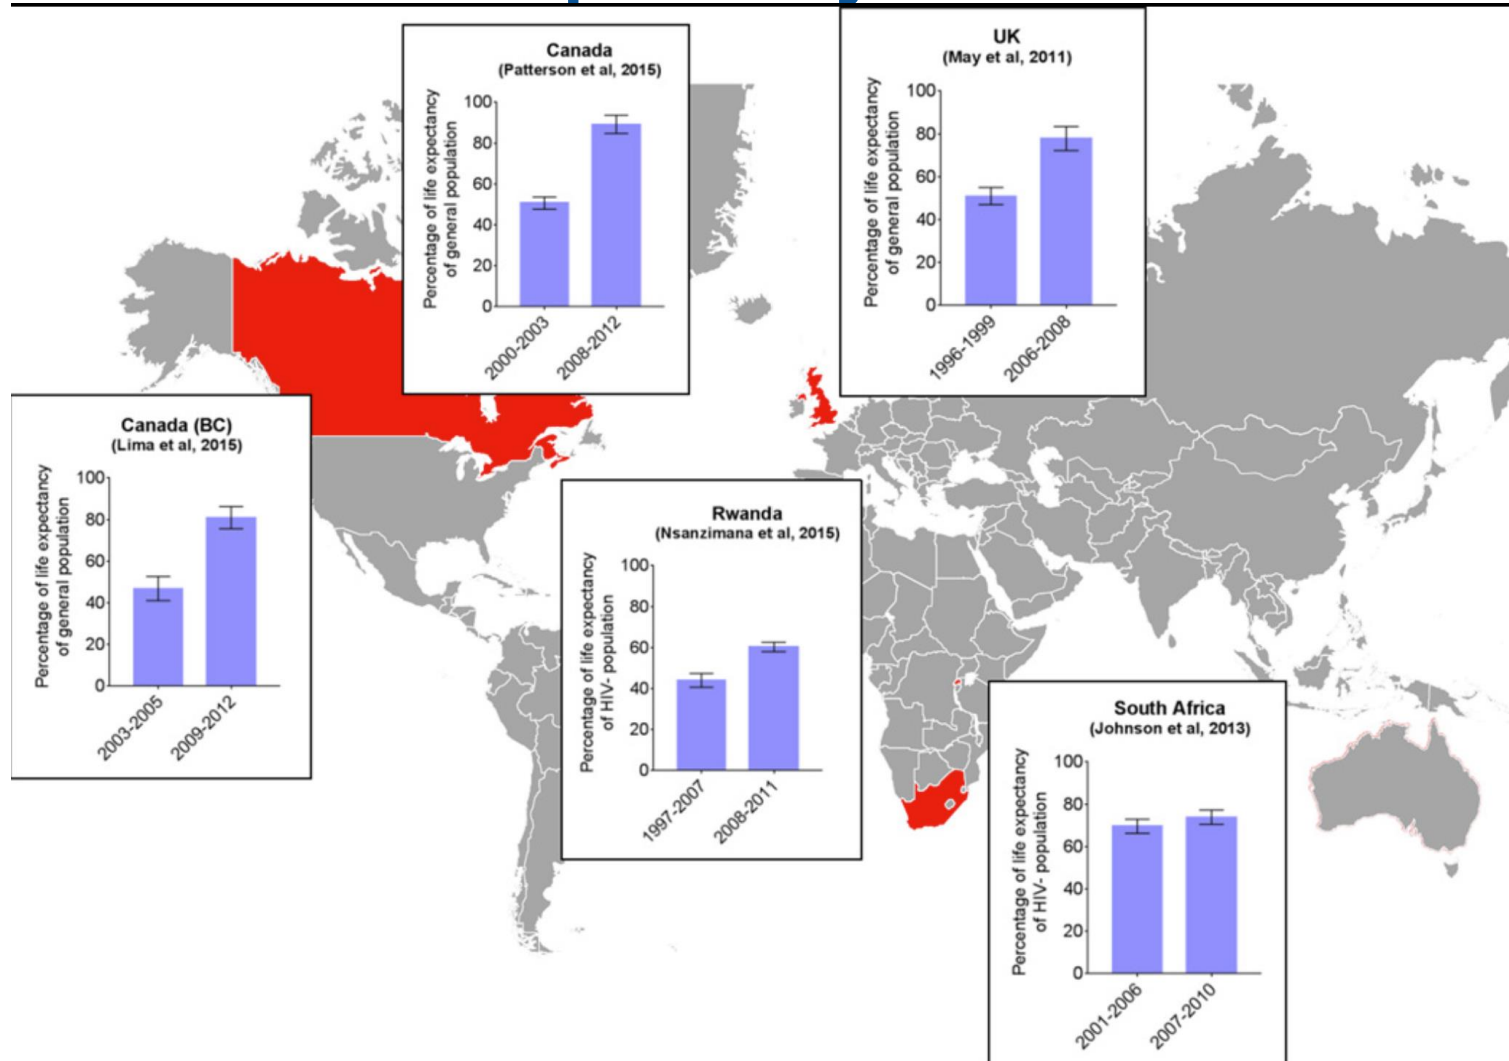 Canada
(Patterson et al, 2015)
Percentage of life expectancy
of general population
100
80
60
40
20
0
2000-2003
2008-2012
UK
(May et al, 2011)
Percentage of life expectancy
of general population
100
80
60
40
20
0
1996-1999
2006-2008
Canada (BC)
(Lima et al, 2015)
Percentage of life expectancy
of general population
100
80
60
40
20
0
2003-2005
2009-2012
Rwanda
(Nsanzimana et al, 2015)
Percentage of life expectancy
of HIV- population
100
80
60
40
20
0
1997-2007
2008-2011
South Africa
(Johnson et al, 2013)
Percentage of life expectancy
of HIV- population
100
80
60
40
20
0
2001-2006
2007-2010